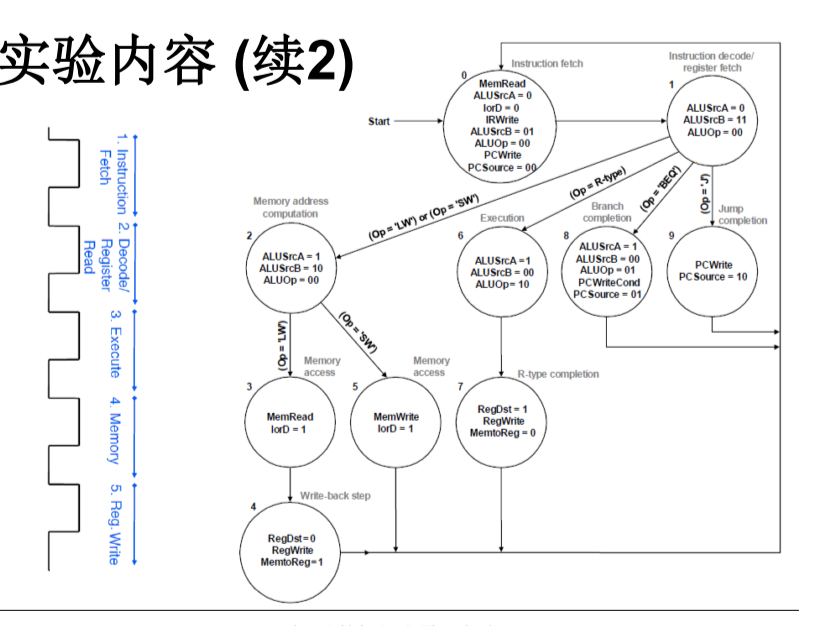 实验内容 (续2)
1. Instruction
Fetch
2. Decode/
Register
Read
3. Execute
4. Memory
5. Reg. Write
Start
Instruction fetch
0
MemRead
ALUSrcA = 0
IorD = 0
IRWrite
ALUSrcB = 01
ALUOp = 00
PCWrite
PCSource = 00
Instruction decode/
register fetch
1
ALUSrcA = 0
ALUSrcB = 11
ALUOp = 00
(Op = 'LW') or (Op = 'SW')
(Op = R-type)
(Op = 'BEQ')
(Op = 'J')
Memory address
computation
2
ALUSrcA = 1
ALUSrcB = 10
ALUOp = 00
Execution
6
ALUSrcA =1
ALUSrcB = 00
ALUOp= 10
Branch
completion
8
ALUSrcA = 1
ALUSrcB = 00
ALUOp = 01
PCWriteCond
PCSource = 01
Jump
completion
9
PCWrite
PCSource = 10
(Op = 'LW')
(Op = 'SW')
Memory
access
3
MemRead
IorD = 1
Memory
access
5
MemWrite
IorD = 1
R-type completion
7
RegDst = 1
RegWrite
MemtoReg = 0
Write-back step
4
RegDst=0
RegWrite
MemtoReg=1